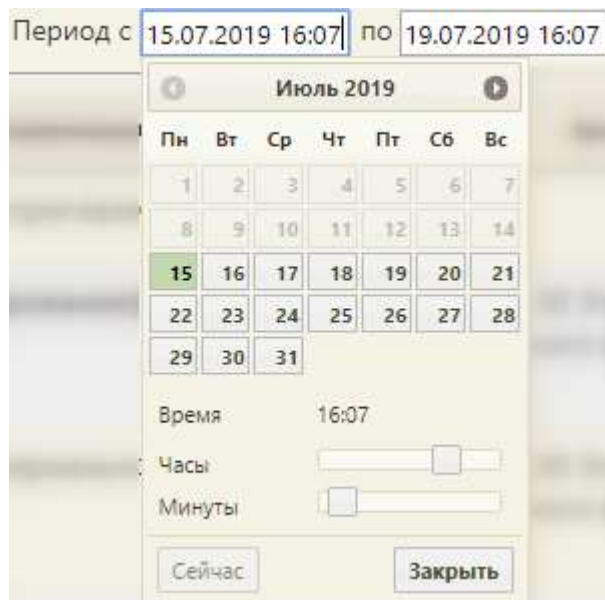 Период с 15.07.2019 16:07 по 19.07.2019 16:07
Июль 2019
Пн Вт Ср Чт Пт Сб Вс
1 2 3 4 5 6 7
8 9 10 11 12 13 14
15 16 17 18 19 20 21
22 23 24 25 26 27 28
29 30 31
Время 16:07
Часы
Минуты
Сейчас Закрыть